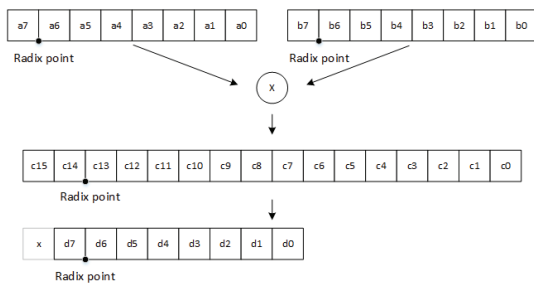 a7 a6 a5 a4 a3 a2 a1 a0
b7 b6 b5 b4 b3 b2 b1 b0
Radix point
Radix point
X
c15 c14 c13 c12 c11 c10 c9 c8 c7 c6 c5 c4 c3 c2 c1 c0
Radix point
x d7 d6 d5 d4 d3 d2 d1 d0
Radix point